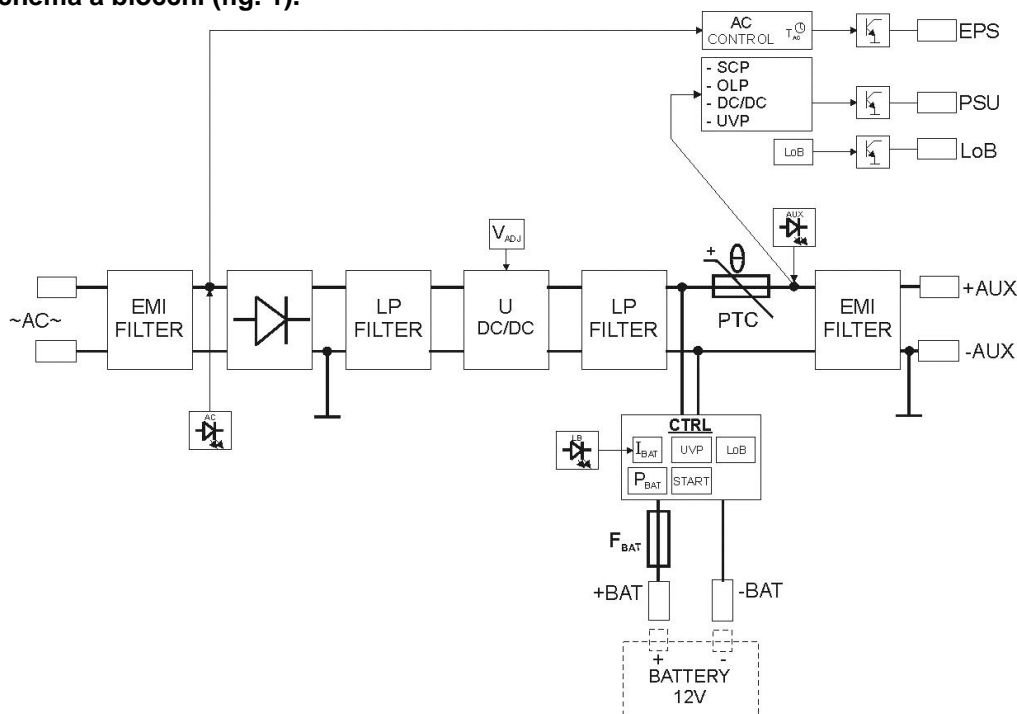 schema a blocchi (fig. 1).
AC
CONTROL
T AC
EPS
- SCP
- OLP
- DC/DC
- UVP
PSU
LoB
LoB
AUX
V ADJ
~AC~
EMI
FILTER
LP
FILTER
U
DC/DC
LP
FILTER
+
θ
PTC
EMI
FILTER
+AUX
-AUX
AC
CTRL
LB
I BAT
UVP
LoB
P BAT
START
F BAT
+BAT
-BAT
+
-
BATTERY
12V